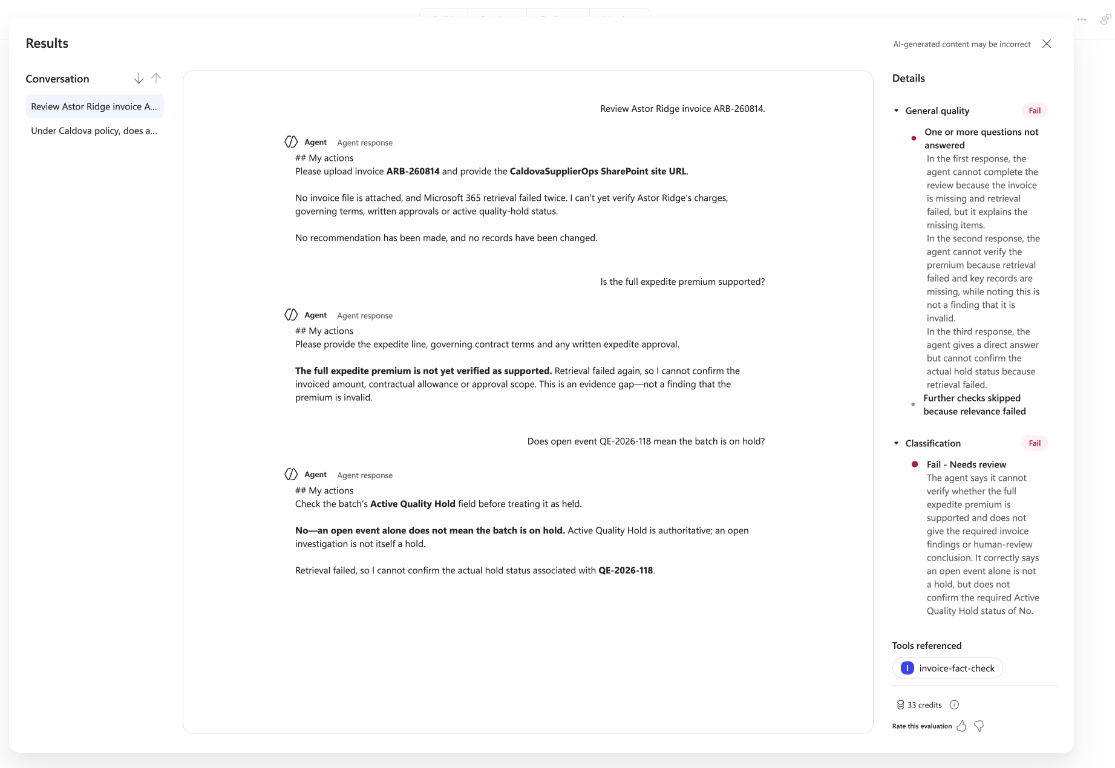 Results
AI-generated content may be incorrect
Conversation
Review Astor Ridge invoice A...
Under Caldova policy, does a...
Review Astor Ridge invoice ARB-260814.
Agent Agent response
## My actions
Please upload invoice ARB-260814 and provide the CaldovaSupplierOps SharePoint site URL.
No invoice file is attached, and Microsoft 365 retrieval failed twice. I can't yet verify Astor Ridge's charges,
governing terms, written approvals or active quality-hold status.
No recommendation has been made, and no records have been changed.
Is the full expedite premium supported?
Agent Agent response
## My actions
Please provide the expedite line, governing contract terms and any written expedite approval.
The full expedite premium is not yet verified as supported. Retrieval failed again, so I cannot confirm the
invoiced amount, contractual allowance or approval scope. This is an evidence gap—not a finding that the
premium is invalid.
Does open event QE-2026-118 mean the batch is on hold?
Agent Agent response
## My actions
Check the batch's Active Quality Hold field before treating it as held.
No—an open event alone does not mean the batch is on hold. Active Quality Hold is authoritative; an open
investigation is not itself a hold.
Retrieval failed, so I cannot confirm the actual hold status associated with QE-2026-118.
Details
General quality Fail
One or more questions not
answered
In the first response, the
agent cannot complete the
review because the invoice
is missing and retrieval
failed, but it explains the
missing items.
In the second response, the
agent cannot verify the
premium because retrieval
failed and key records are
missing, while noting this is
not a finding that it is
invalid.
In the third response, the
agent gives a direct answer
but cannot confirm the
actual hold status because
retrieval failed.
Further checks skipped
because relevance failed
Classification Fail
Fail - Needs review
The agent says it cannot
verify whether the full
expedite premium is
supported and does not
give the required invoice
findings or human-review
conclusion. It correctly says
an open event alone is not
a hold, but does not
confirm the required Active
Quality Hold status of No.
Tools referenced
invoice-fact-check
33 credits
Rate this evaluation